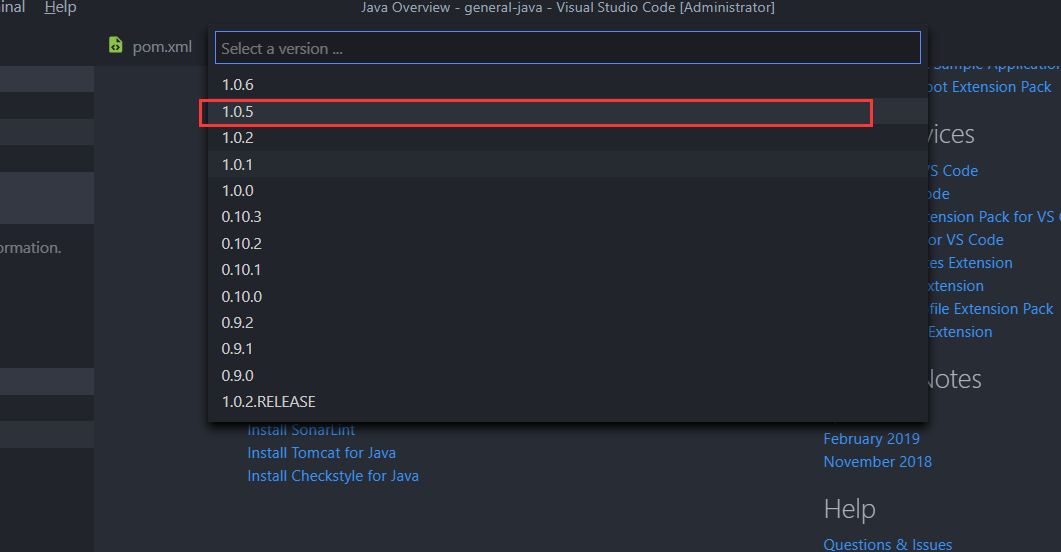 inal Help Java Overview - general-java - Visual Studio Code [Administrator]
pom.xml
Select a version ...
1.0.6
1.0.5
1.0.2
1.0.1
1.0.0
0.10.3
0.10.2
0.10.1
0.10.0
0.9.2
0.9.1
0.9.0
1.0.2.RELEASE
ormation.
Install SonarLint
Install Tomcat for Java
Install Checkstyle for Java
Sample Application
oot Extension Pack
vices
VS Code
ode
tension Pack for VS
or VS Code
es Extension
xtension
file Extension Pack
Extension
Notes
February 2019
November 2018
Help
Questions & Issues